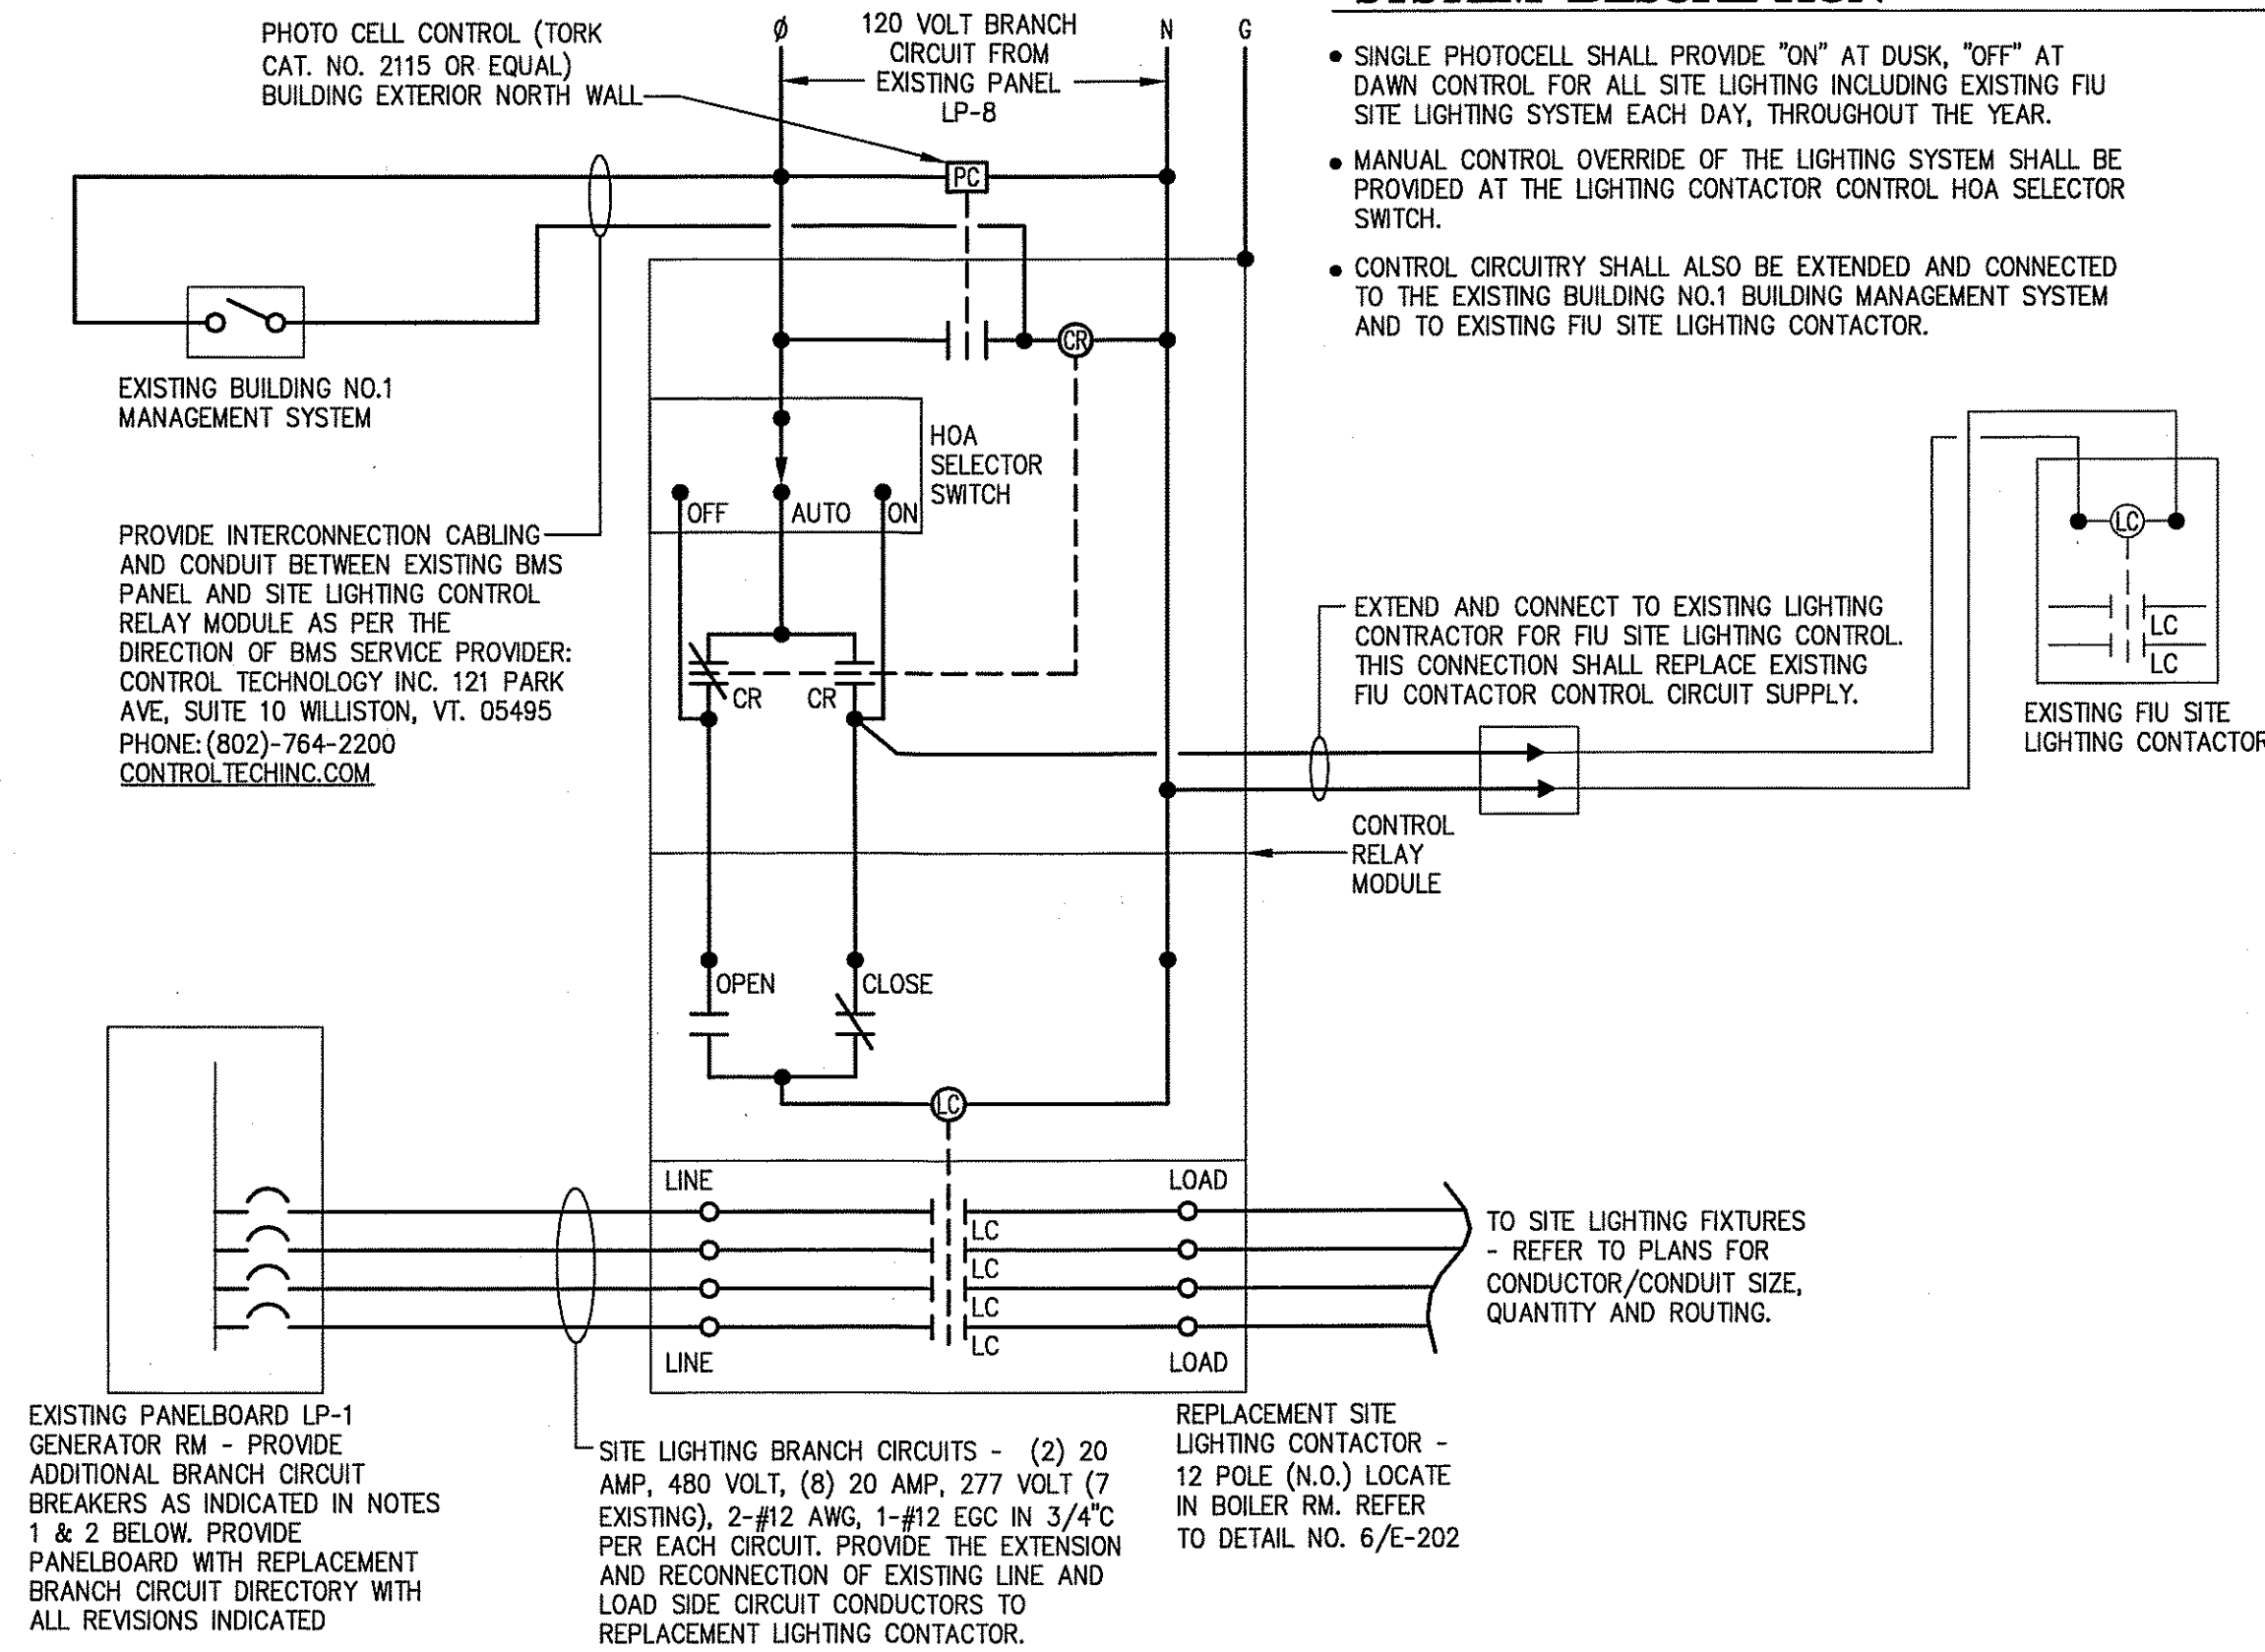 PHOTO CELL CONTROL (TORK
CAT. NO. 2115 OR EQUAL)
BUILDING EXTERIOR NORTH WALL
Ø
120 VOLT BRANCH
CIRCUIT FROM
EXISTING PANEL
LP-8
N
G
• SINGLE PHOTOCELL SHALL PROVIDE "ON" AT DUSK, "OFF" AT
DAWN CONTROL FOR ALL SITE LIGHTING INCLUDING EXISTING FIU
SITE LIGHTING SYSTEM EACH DAY, THROUGHOUT THE YEAR.
• MANUAL CONTROL OVERRIDE OF THE LIGHTING SYSTEM SHALL BE
PROVIDED AT THE LIGHTING CONTACTOR CONTROL HOA SELECTOR
SWITCH.
• CONTROL CIRCUITRY SHALL ALSO BE EXTENDED AND CONNECTED
TO THE EXISTING BUILDING NO.1 BUILDING MANAGEMENT SYSTEM
AND TO EXISTING FIU SITE LIGHTING CONTACTOR.
PC
CR
EXISTING BUILDING NO.1
MANAGEMENT SYSTEM
HOA
SELECTOR
SWITCH
OFF
AUTO
ON
PROVIDE INTERCONNECTION CABLING
AND CONDUIT BETWEEN EXISTING BMS
PANEL AND SITE LIGHTING CONTROL
RELAY MODULE AS PER THE
DIRECTION OF BMS SERVICE PROVIDER:
CONTROL TECHNOLOGY INC. 121 PARK
AVE, SUITE 10 WILLISTON, VT. 05495
PHONE:(802)-764-2200
CONTROLTECHINC.COM
CR
CR
EXTEND AND CONNECT TO EXISTING LIGHTING
CONTRACTOR FOR FIU SITE LIGHTING CONTROL.
THIS CONNECTION SHALL REPLACE EXISTING
FIU CONTACTOR CONTROL CIRCUIT SUPPLY.
LC
LC
LC
EXISTING FIU SITE
LIGHTING CONTACTOR
CONTROL
RELAY
MODULE
OPEN
CLOSE
LC
LINE
LOAD
LC
LC
LC
LC
LINE
LOAD
TO SITE LIGHTING FIXTURES
- REFER TO PLANS FOR
CONDUCTOR/CONDUIT SIZE,
QUANTITY AND ROUTING.
EXISTING PANELBOARD LP-1
GENERATOR RM - PROVIDE
ADDITIONAL BRANCH CIRCUIT
BREAKERS AS INDICATED IN NOTES
1 & 2 BELOW. PROVIDE
PANELBOARD WITH REPLACEMENT
BRANCH CIRCUIT DIRECTORY WITH
ALL REVISIONS INDICATED
SITE LIGHTING BRANCH CIRCUITS - (2) 20
AMP, 480 VOLT, (8) 20 AMP, 277 VOLT (7
EXISTING), 2-#12 AWG, 1-#12 EGC IN 3/4"C
PER EACH CIRCUIT. PROVIDE THE EXTENSION
AND RECONNECTION OF EXISTING LINE AND
LOAD SIDE CIRCUIT CONDUCTORS TO
REPLACEMENT LIGHTING CONTACTOR.
REPLACEMENT SITE
LIGHTING CONTACTOR -
12 POLE (N.O.) LOCATE
IN BOILER RM. REFER
TO DETAIL NO. 6/E-202